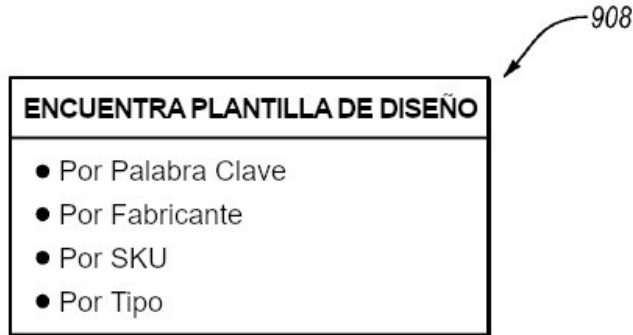 908
ENCUENTRA PLANTILLA DE DISEÑO
● Por Palabra Clave
● Por Fabricante
● Por SKU
● Por Tipo